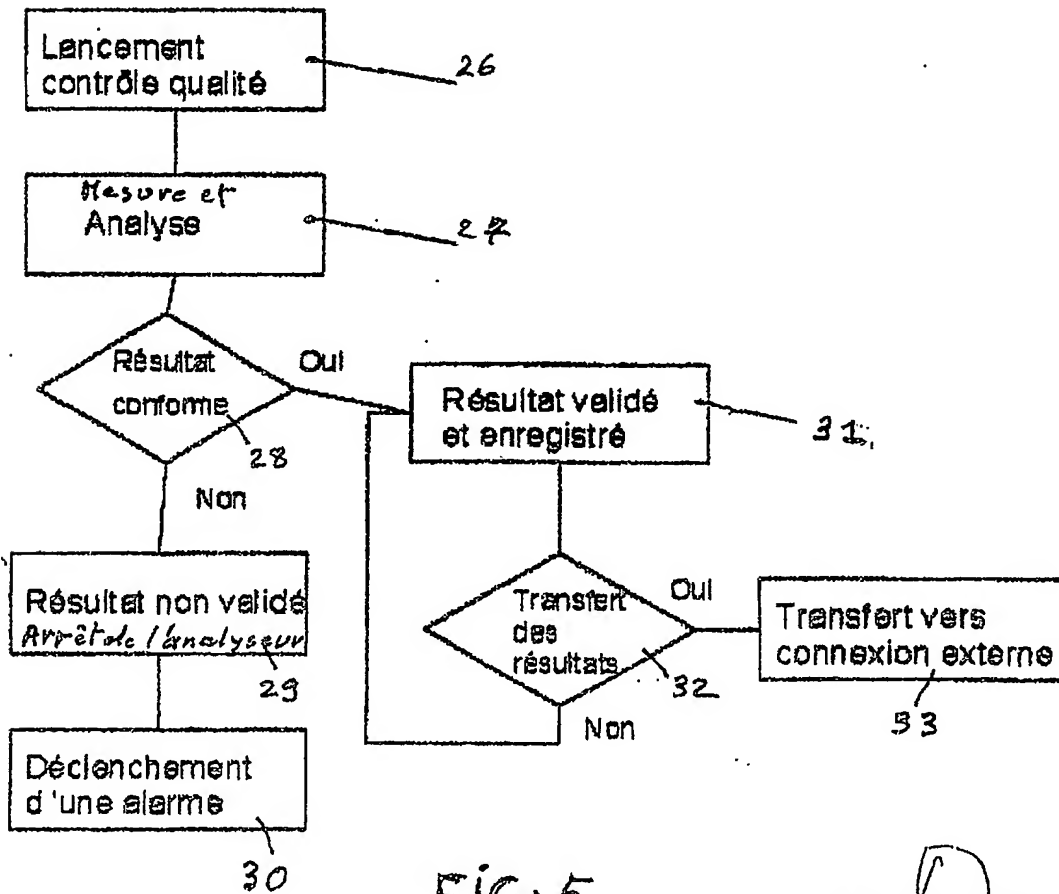 Lancement
contrôle qualité
26
Mesure et
Analyse
27
Résultat
conforme
28
Oui
Non
Résultat validé
et enregistré
31
Résultat non validé
Arrêt de l'analyseur
29
Transfert
des
résultats
32
Oui
Non
Transfert vers
connexion externe
33
Déclenchement
d'une alarme
30
FIG.5